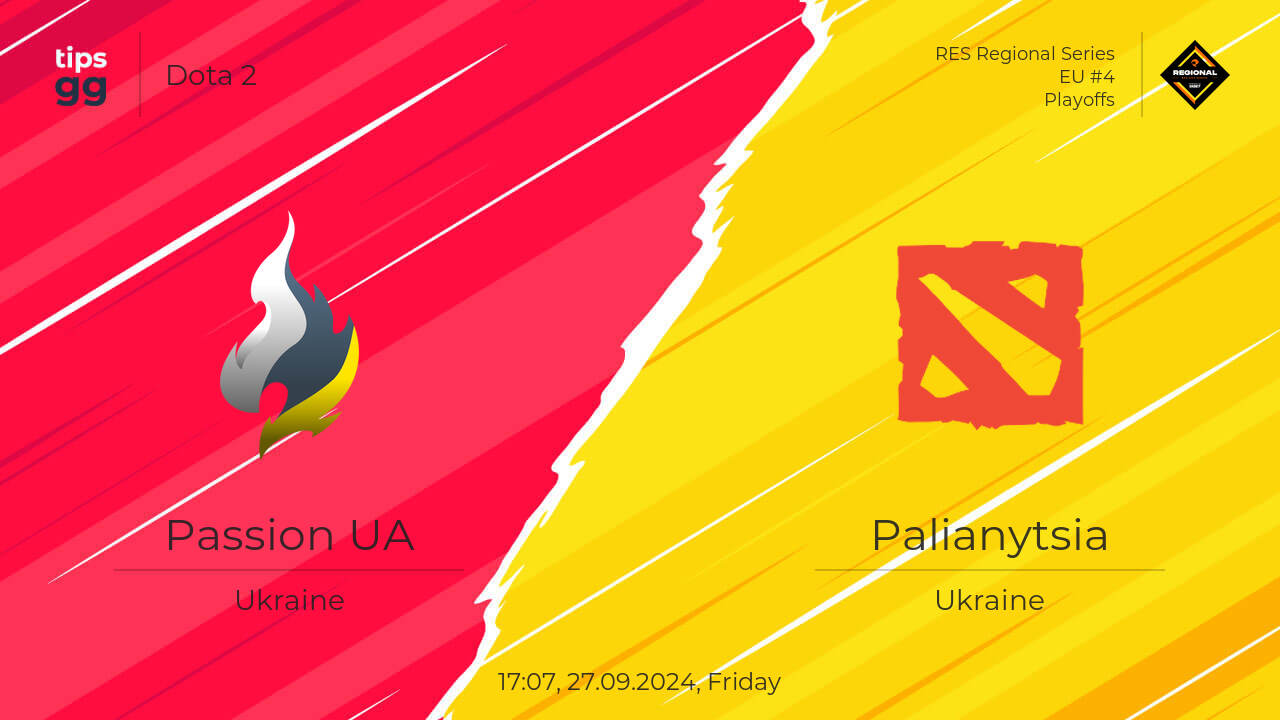 tips
gg
Dota 2
RES Regional Series
EU #4
Playoffs
REGIONAL
Passion UA
Ukraine
Palianytsia
Ukraine
17:07, 27.09.2024, Friday